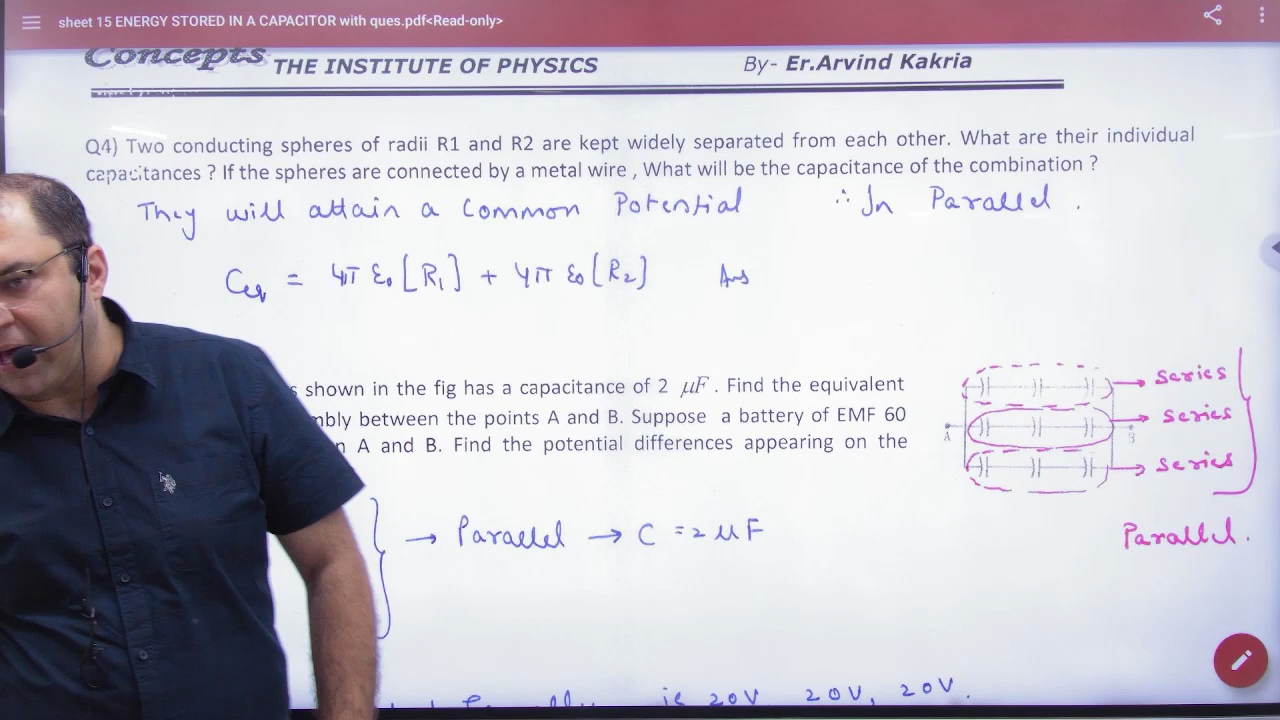 sheet 15 ENERGY STORED IN A CAPACITOR with ques.pdf<Read-only>
Concepts THE INSTITUTE OF PHYSICS By- Er.Arvind Kakria
Q4) Two conducting spheres of radii R1 and R2 are kept widely separated from each other. What are their individual
capacitances ? If the spheres are connected by a metal wire , What will be the capacitance of the combination ?
They will attain a Common Potential ∴ In Parallel .
Ceq = 4π ε₀ [R₁] + 4π ε₀ [R₂] Ans
shown in the fig has a capacitance of 2 μF . Find the equivalent
between the points A and B. Suppose a battery of EMF 60
A and B. Find the potential differences appearing on the
→ series
→ series
A B
→ series
→ Parallel → C = 2 μF
Parallel.
is 20V 20V, 20V.